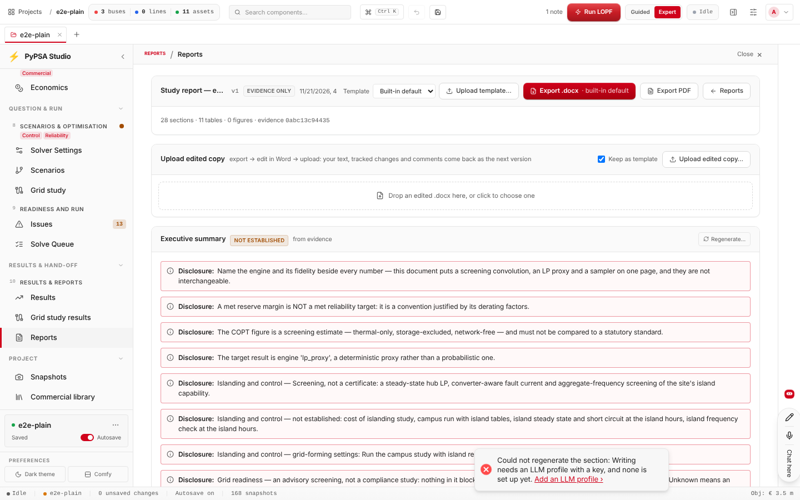 Projects / e2e-plain 3 buses · 0 lines · 11 assets Search components... Ctrl K 1 note Run LOPF Guided Expert Idle A
e2e-plain × +
PyPSA Studio
REPORTS / Reports Close ×
Commercial
Economics
QUESTION & RUN
SCENARIOS & OPTIMISATION
Control Reliability
Solver Settings
Scenarios
Grid study
READINESS AND RUN
Issues 13
Solve Queue
RESULTS & HAND-OFF
RESULTS & REPORTS
Results
Grid study results
Reports
PROJECT
Snapshots
Commercial library
e2e-plain ...
Saved Autosave
PREFERENCES
Dark theme Comfy
Study report — e... v1 EVIDENCE ONLY 11/21/2026, 4 Template Built-in default Upload template... Export .docx · built-in default Export PDF ← Reports
28 sections · 11 tables · 0 figures · evidence 0abc13c94435
Upload edited copy export → edit in Word → upload: your text, tracked changes and comments come back as the next version Keep as template Upload edited copy...
Drop an edited .docx here, or click to choose one
Executive summary NOT ESTABLISHED from evidence Regenerate...
Disclosure: Name the engine and its fidelity beside every number — this document puts a screening convolution, an LP proxy and a sampler on one page, and they are not
interchangeable.
Disclosure: A met reserve margin is NOT a met reliability target: it is a convention justified by its derating factors.
Disclosure: The COPT figure is a screening estimate — thermal-only, storage-excluded, network-free — and must not be compared to a statutory standard.
Disclosure: The target result is engine 'lp_proxy', a deterministic proxy rather than a probabilistic one.
Disclosure: Islanding and control — Screening, not a certificate: a steady-state hub LP, converter-aware fault current and aggregate-frequency screening of the site's island
capability.
Disclosure: Islanding and control — not established: cost of islanding study, campus run with island tables, island steady state and short circuit at the island hours, island frequency
check at the island hours.
Disclosure: Islanding and control — grid-forming settings: Run the campus study with island re
Disclosure: Grid readiness — an advisory screening, not a compliance study: nothing in it block Unknown means an
Could not regenerate the section: Writing
needs an LLM profile with a key, and none is
set up yet. Add an LLM profile ›
Chat here
Idle e2e-plain 0 unsaved changes Autosave on 168 snapshots Obj: € 3.5 m